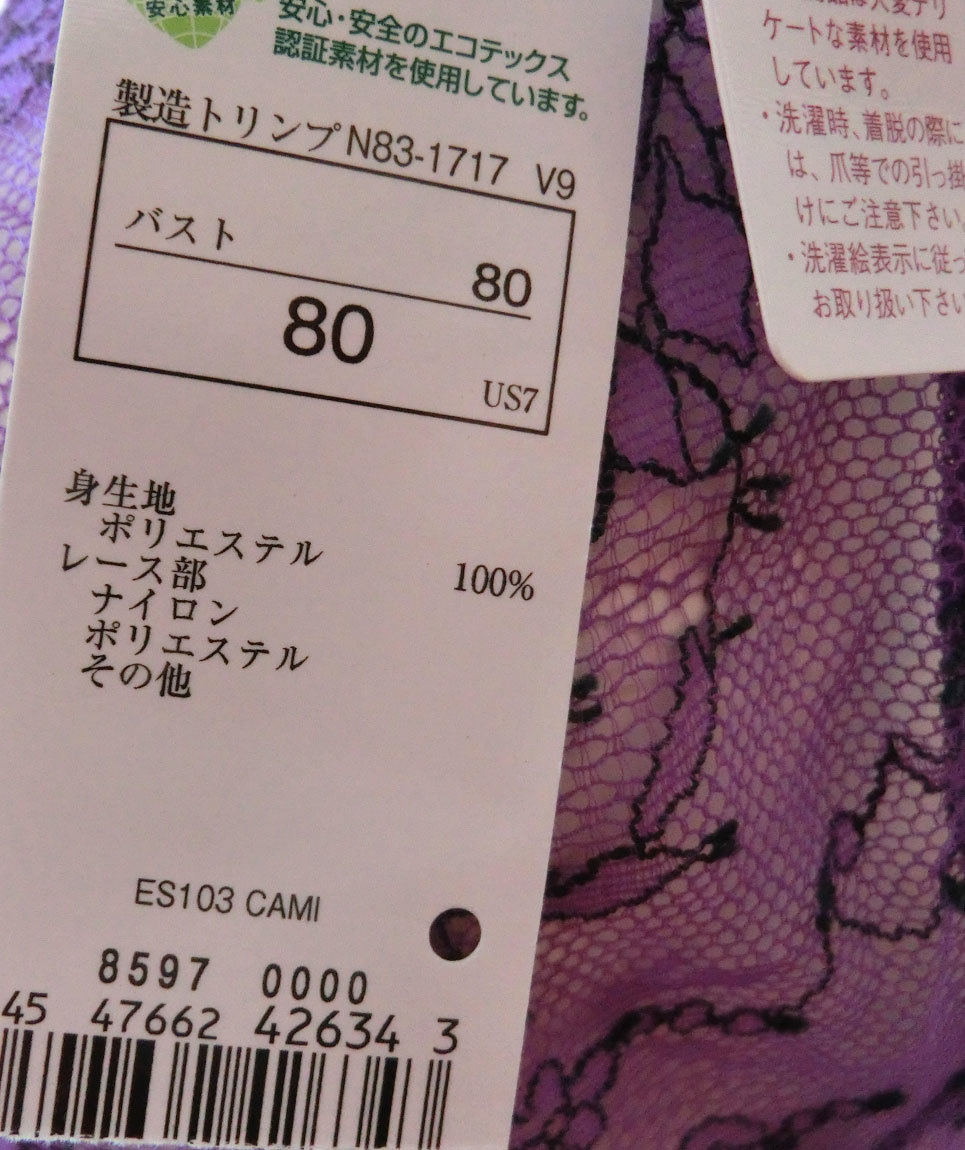 安心素材
安心・安全のエコテックス
認証素材を使用しています。
製造トリンプ N83-1717 V9
バスト
80
80
US7
身生地
ポリエステル 100%
レース部
ナイロン
ポリエステル
その他
ES103 CAMI
8597 0000
45 47662 42634 3
は大変デリ
ケートな素材を使用
しています。
・洗濯時、着脱の際に
は、爪等での引っ掛
けにご注意下さい。
・洗濯絵表示に従っ
お取り扱い下さい